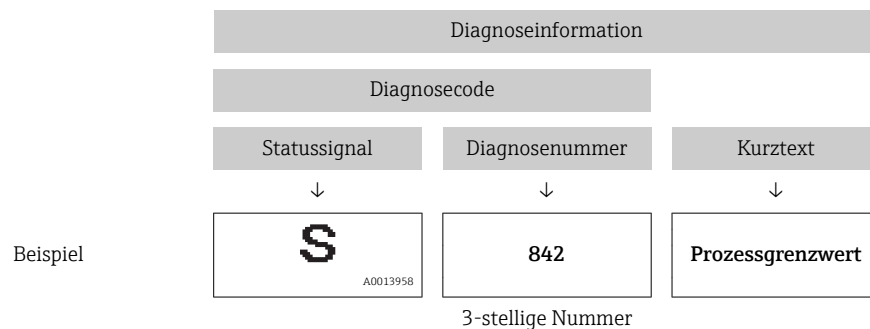 Diagnoseinformation
Diagnosecode
Statussignal Diagnosenummer Kurztext
↓ ↓ ↓
Beispiel S 842 Prozessgrenzwert
A0013958
3-stellige Nummer